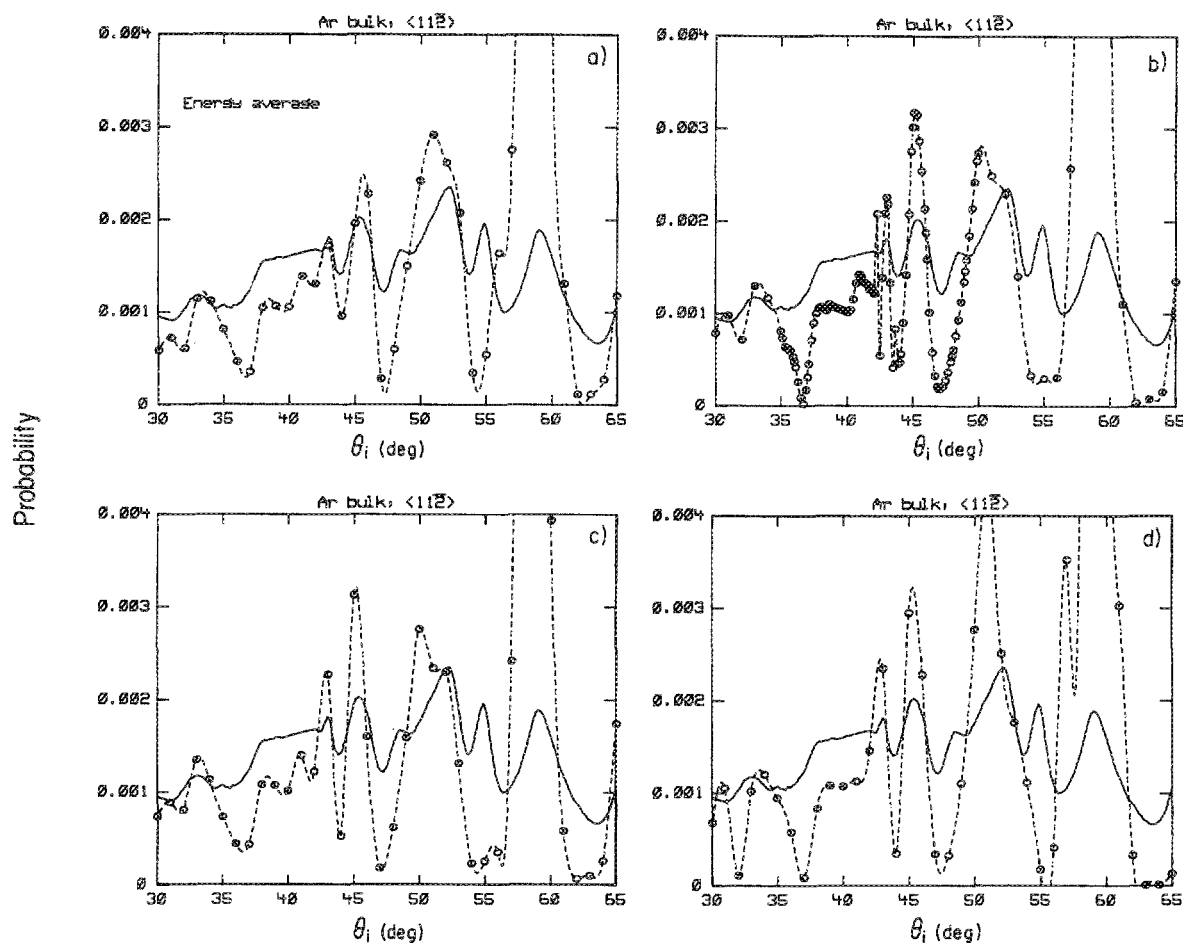 Ar bulk, <112̅>
a)
Energy average
0.004
0.003
0.002
0.001
0
30 35 40 45 50 55 60 65
θi (deg)
Ar bulk, <112̅>
b)
0.004
0.003
0.002
0.001
0
30 35 40 45 50 55 60 65
θi (deg)
Probability
Ar bulk, <112̅>
c)
0.004
0.003
0.002
0.001
0
30 35 40 45 50 55 60 65
θi (deg)
Ar bulk, <112̅>
d)
0.004
0.003
0.002
0.001
0
30 35 40 45 50 55 60 65
θi (deg)